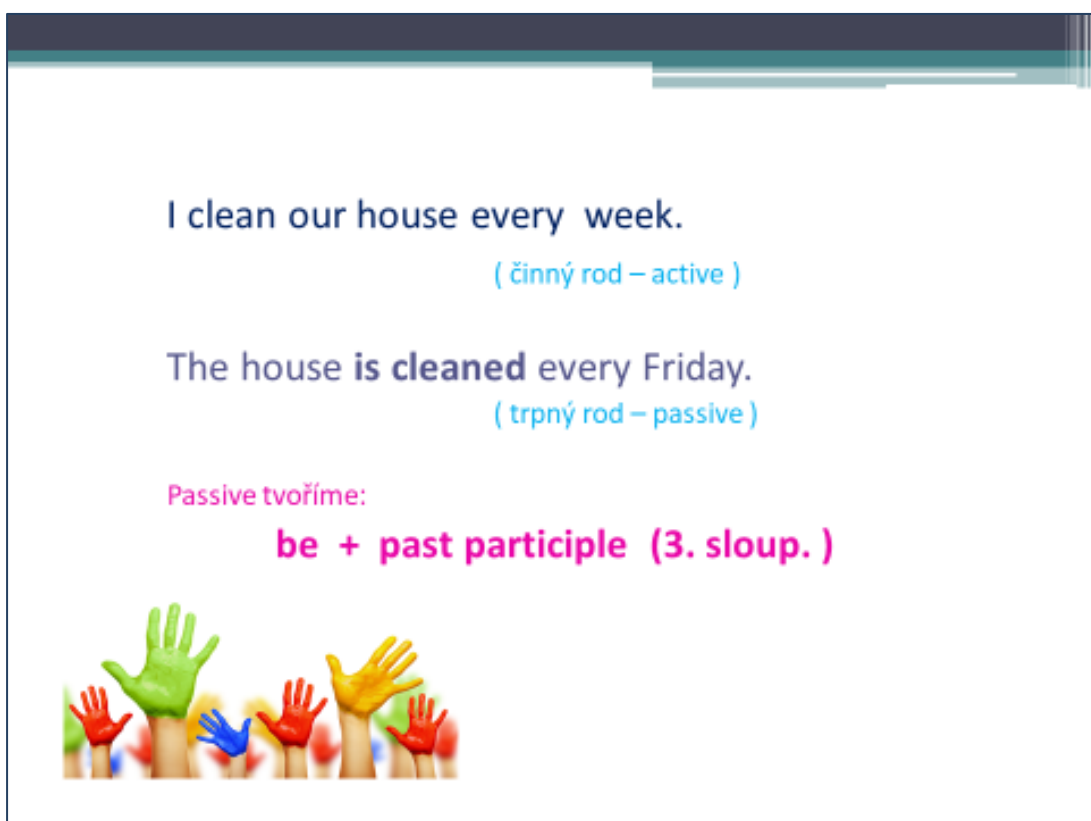 I clean our house every week.
( činný rod – active )
The house is cleaned every Friday.
( trpný rod – passive )
Passive tvoříme:
be + past participle (3. sloup. )